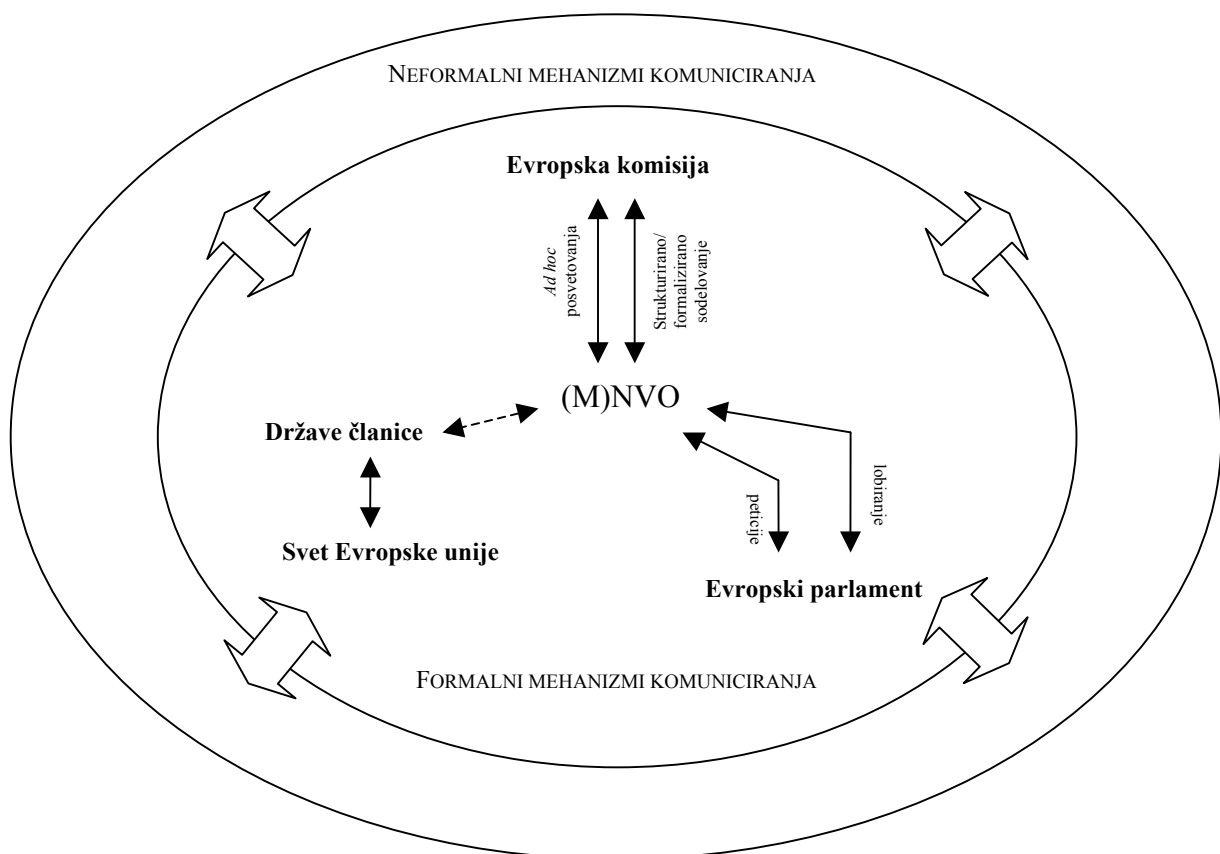 NEFORMALNI MEHANIZMI KOMUNICIRANJA
Evropska komisija
Ad hoc
posvetovanja
Strukturirano/
formalizirano
sodelovanje
(M)NVO
Države članice
lobiranje
peticije
Svet Evropske unije
Evropski parlament
FORMALNI MEHANIZMI KOMUNICIRANJA